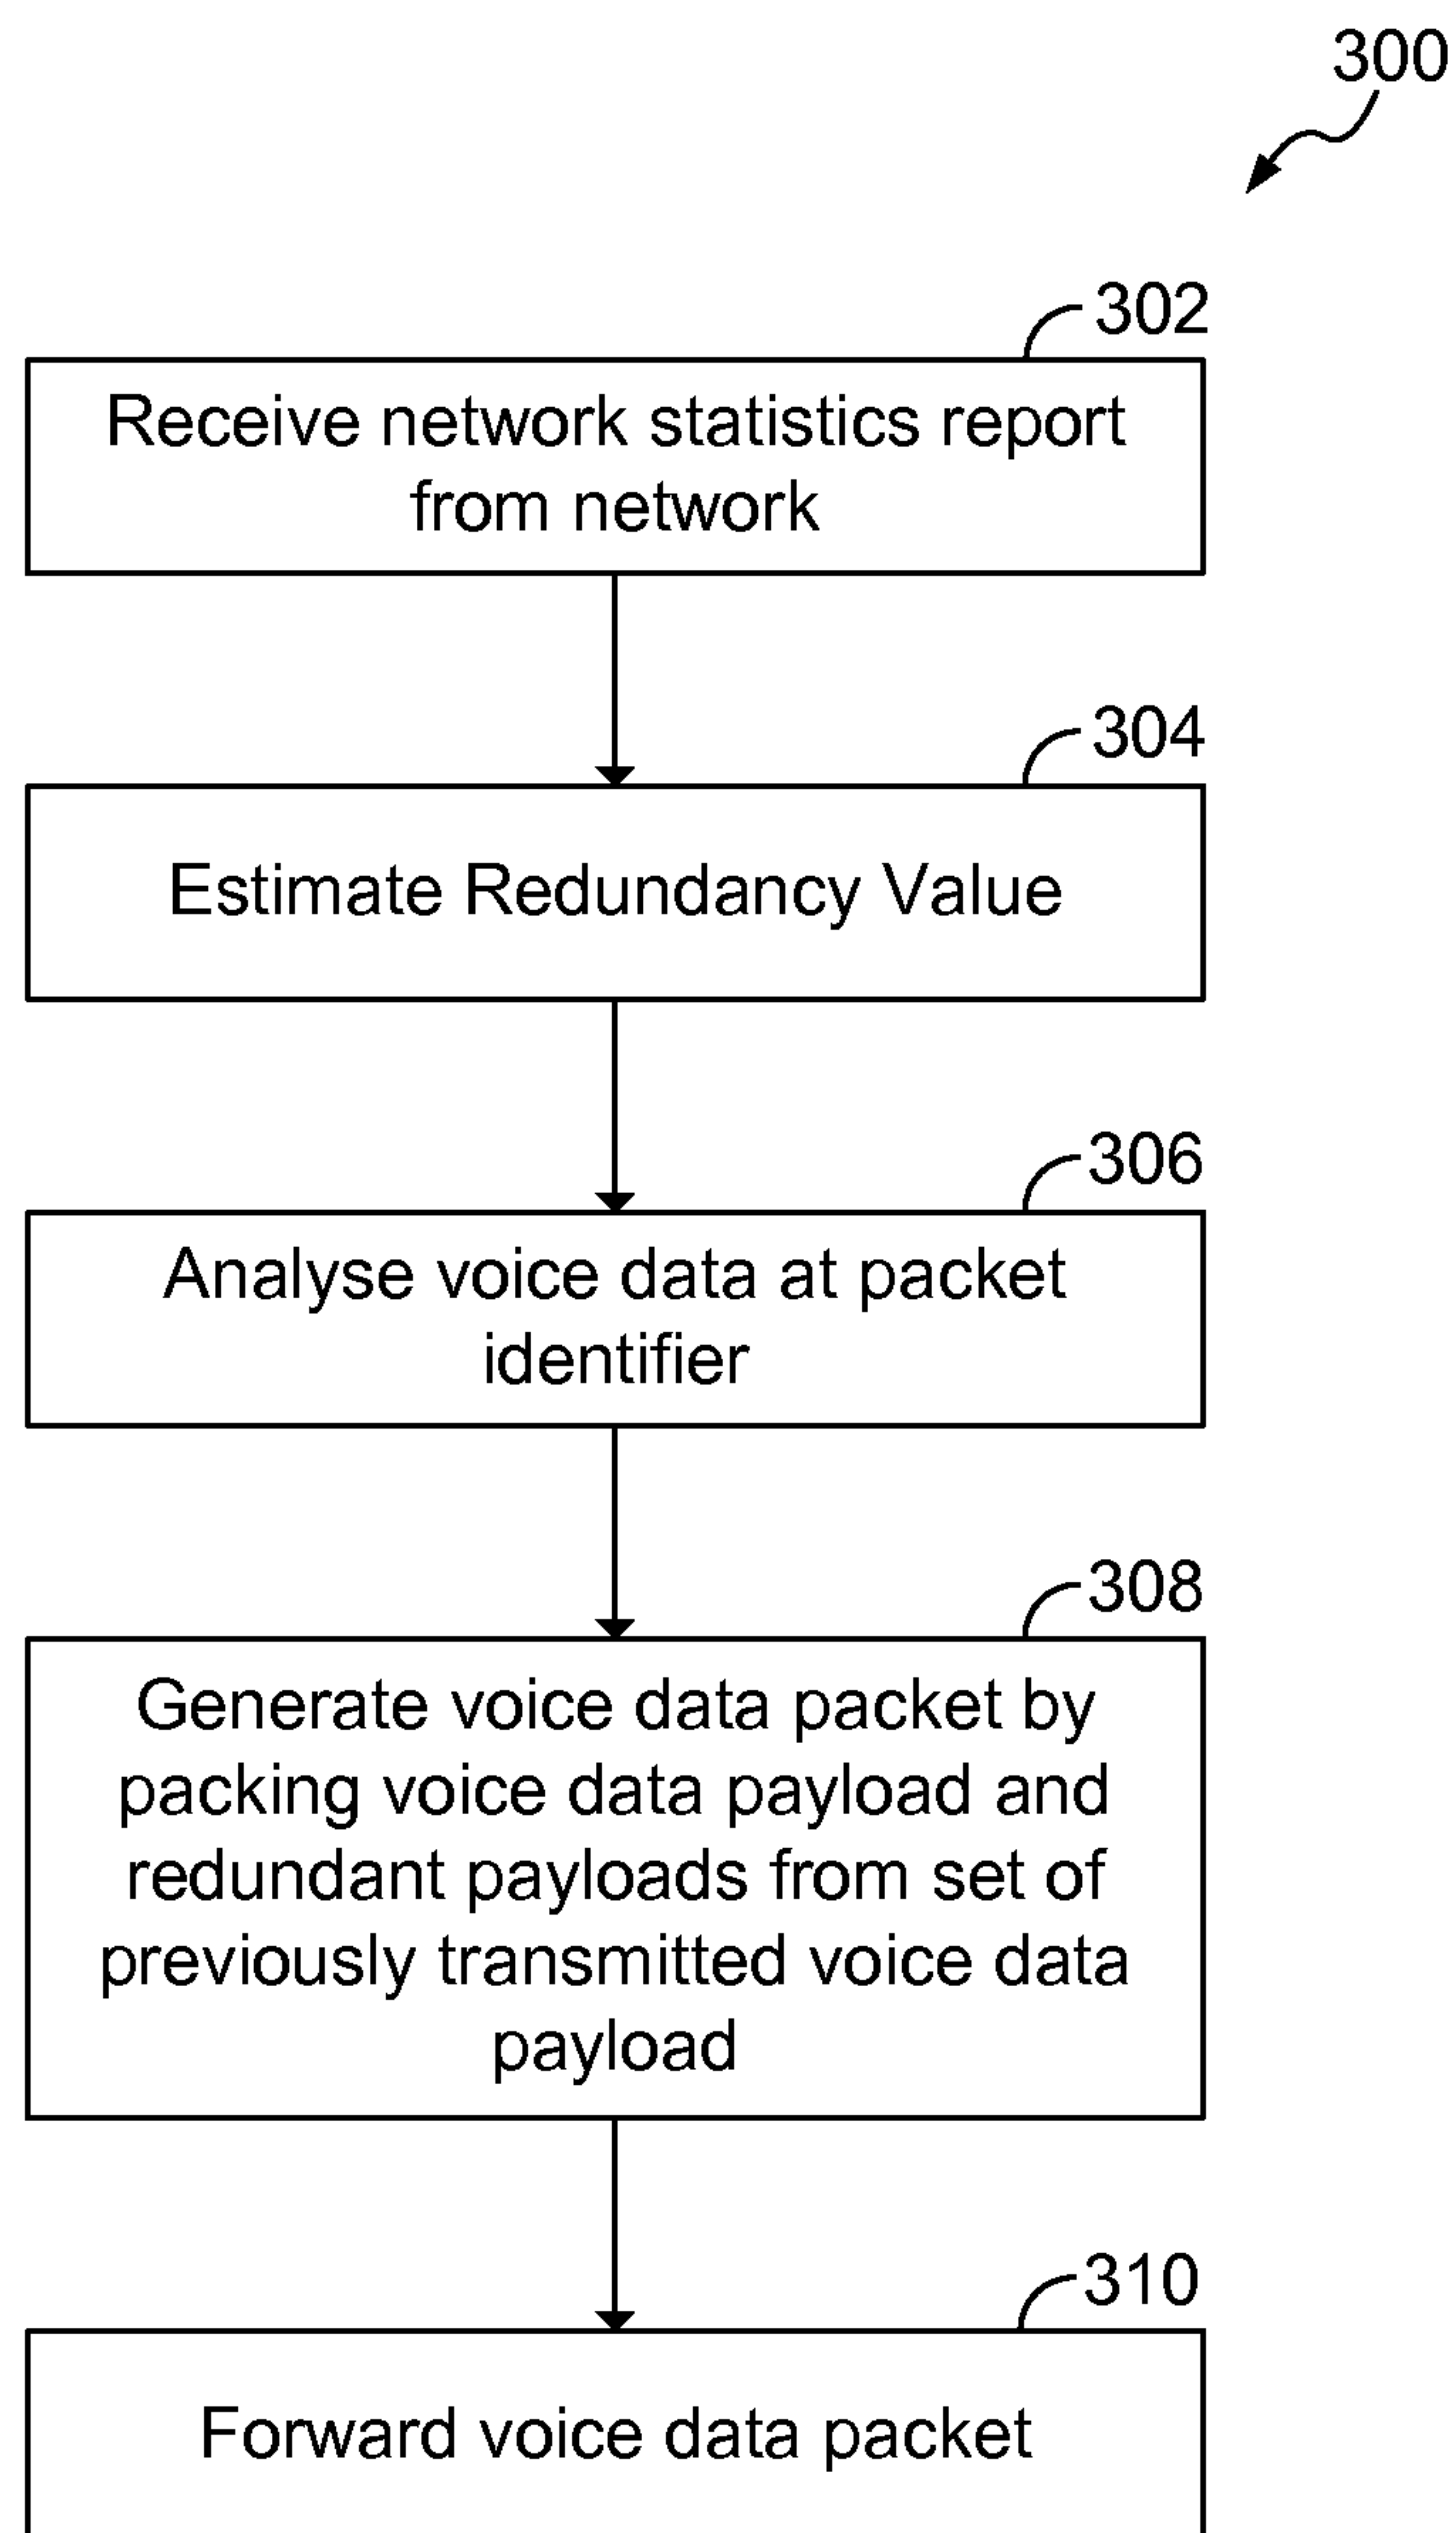 300
302
Receive network statistics report
from network
304
Estimate Redundancy Value
306
Analyse voice data at packet
identifier
308
Generate voice data packet by
packing voice data payload and
redundant payloads from set of
previously transmitted voice data
payload
310
Forward voice data packet